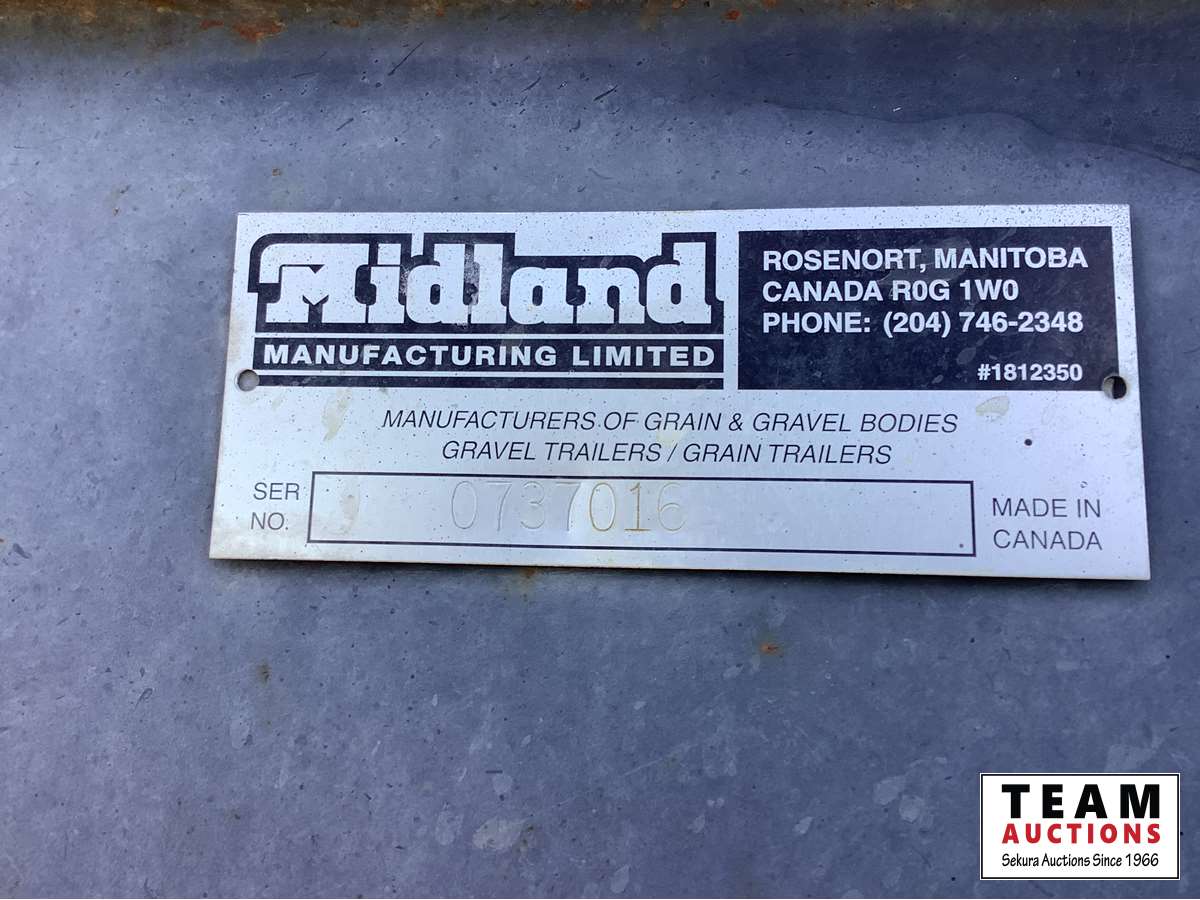 Midland
MANUFACTURING LIMITED
ROSENORT, MANITOBA
CANADA R0G 1W0
PHONE: (204) 746-2348
#1812350
MANUFACTURERS OF GRAIN & GRAVEL BODIES
GRAVEL TRAILERS / GRAIN TRAILERS
SER
NO.
0737016
MADE IN
CANADA
TEAM
AUCTIONS
Sekura Auctions Since 1966